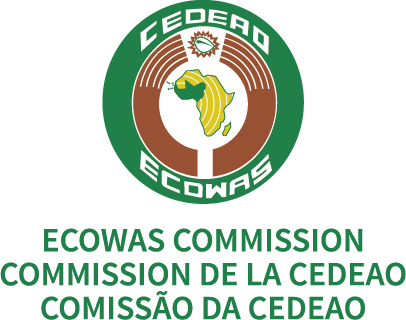 CEDEAO
ECOWAS
ECOWAS COMMISSION
COMMISSION DE LA CEDEAO
COMISSÃO DA CEDEAO